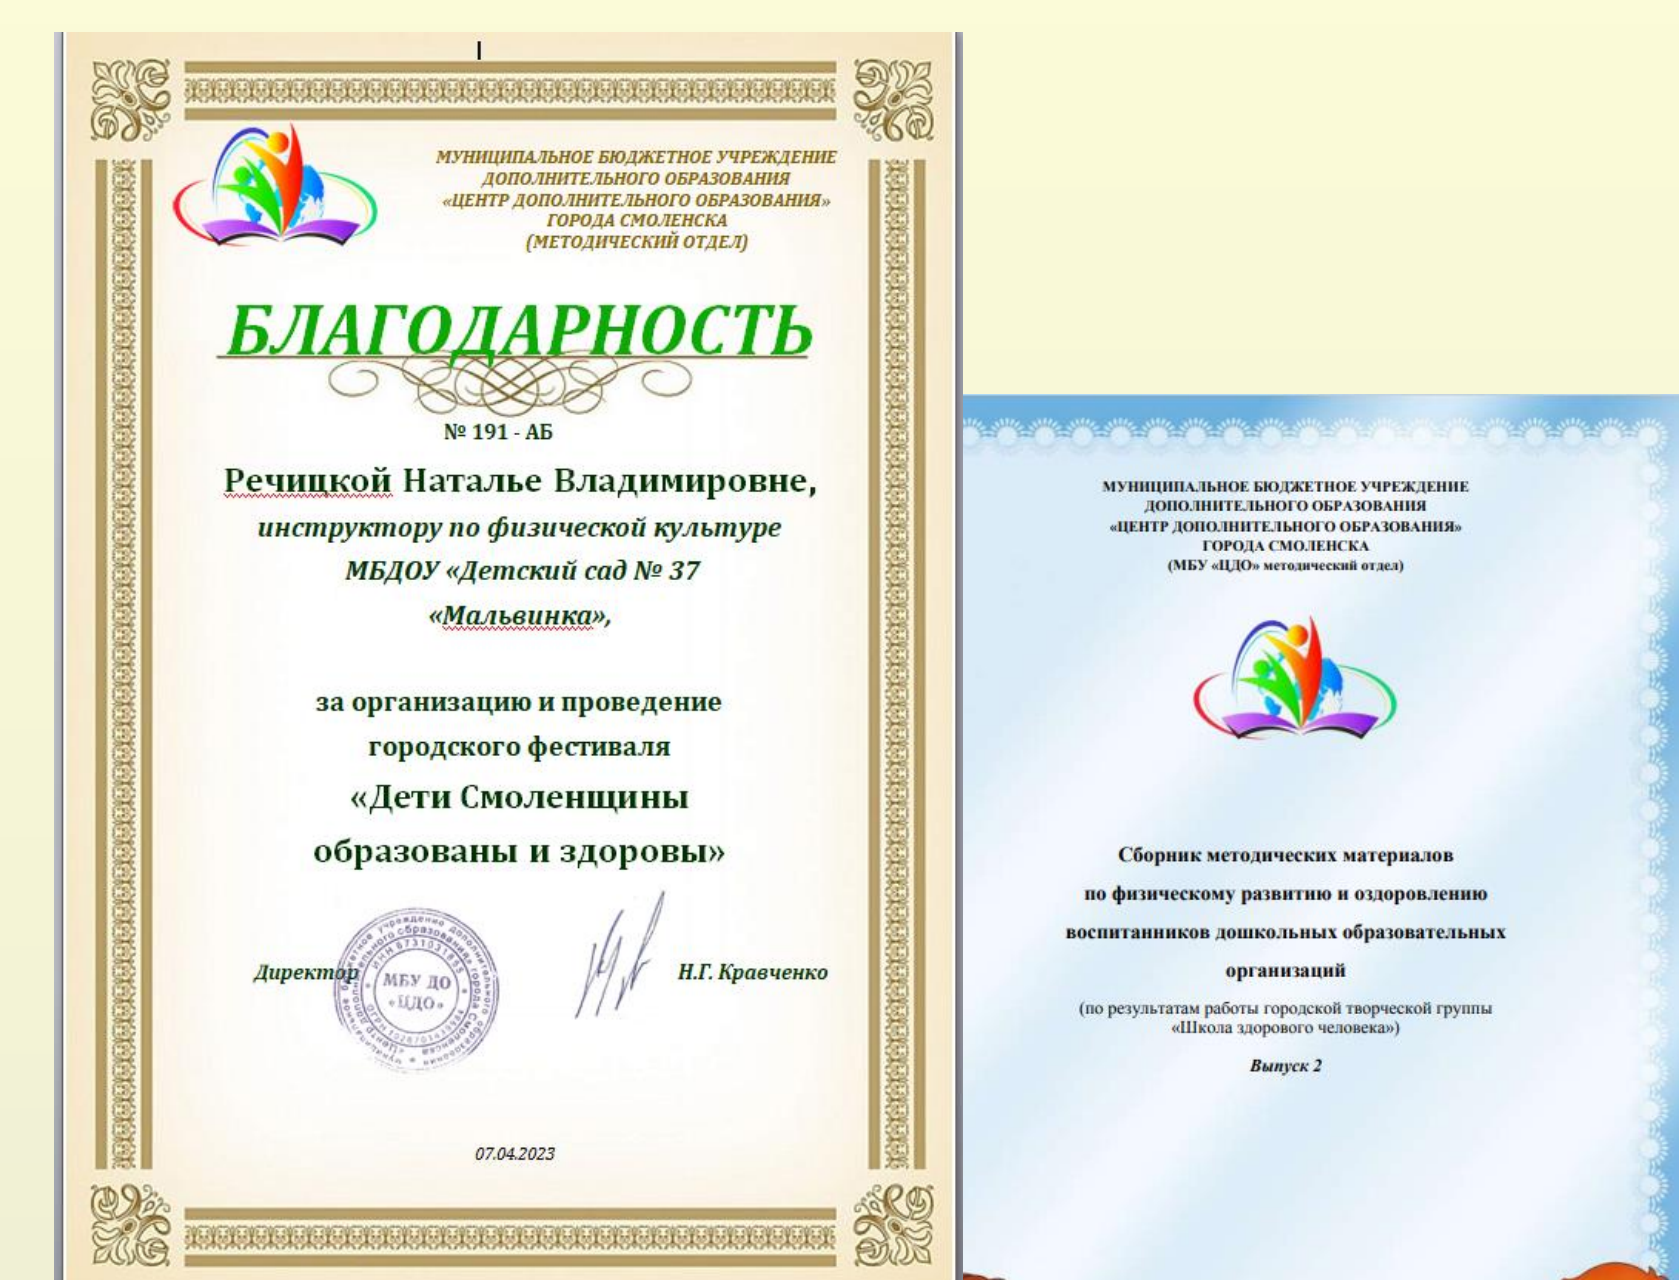 МУНИЦИПАЛЬНОЕ БЮДЖЕТНОЕ УЧРЕЖДЕНИЕ
ДОПОЛНИТЕЛЬНОГО ОБРАЗОВАНИЯ
«ЦЕНТР ДОПОЛНИТЕЛЬНОГО ОБРАЗОВАНИЯ»
ГОРОДА СМОЛЕНСКА
(МЕТОДИЧЕСКИЙ ОТДЕЛ)
БЛАГОДАРНОСТЬ
№ 191 - АБ
Речицкой Наталье Владимировне,
инструктору по физической культуре
МБДОУ «Детский сад № 37
«Мальвинка»,
за организацию и проведение
городского фестиваля
«Дети Смоленщины
образованы и здоровы»
Директор
МБУ ДО
«ЦДО»
Н.Г. Кравченко
07.04.2023
МУНИЦИПАЛЬНОЕ БЮДЖЕТНОЕ УЧРЕЖДЕНИЕ
ДОПОЛНИТЕЛЬНОГО ОБРАЗОВАНИЯ
«ЦЕНТР ДОПОЛНИТЕЛЬНОГО ОБРАЗОВАНИЯ»
ГОРОДА СМОЛЕНСКА
(МБУ «ЦДО» методический отдел)
Сборник методических материалов
по физическому развитию и оздоровлению
воспитанников дошкольных образовательных
организаций
(по результатам работы городской творческой группы
«Школа здорового человека»)
Выпуск 2